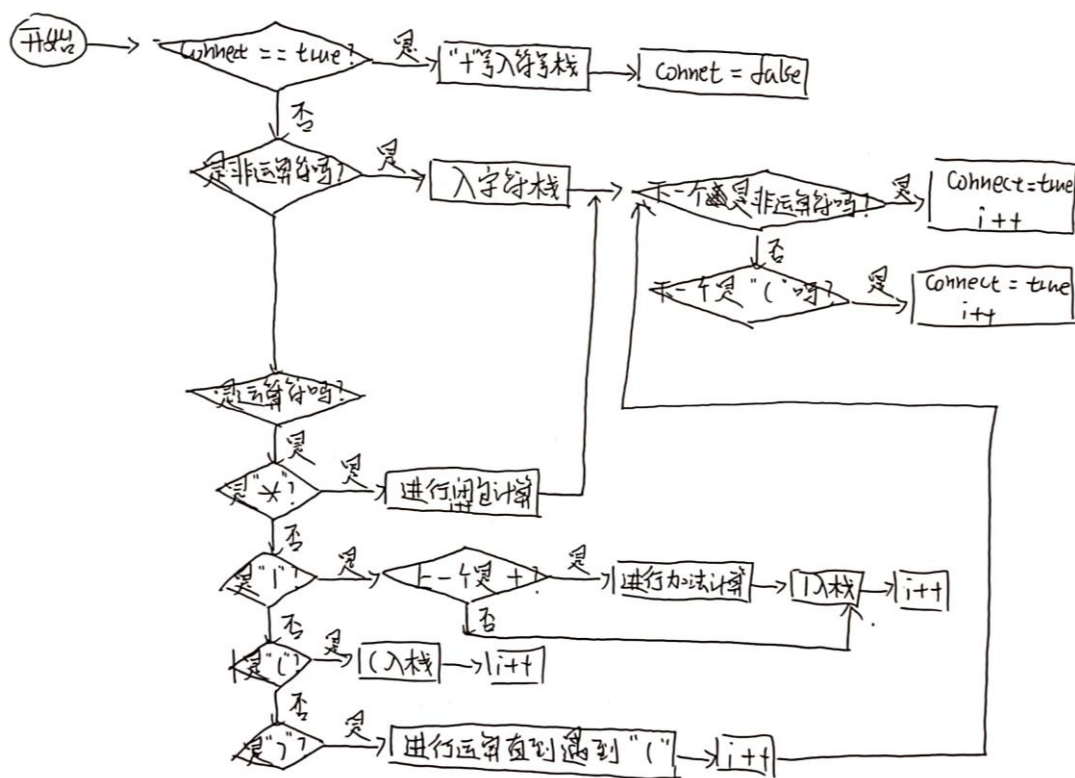 开始
connect == true?
是
"+"号入符号栈
connet = false
否
是非运算符吗?
是
入字符栈
下一个是非运算符吗?
是
connect = true
i++
否
下一个是"("吗?
是
connect = true
i++
是运算符吗?
是
是"*"?
是
进行闭包计算
i++
否
是"|"?
是
上一个是 +?
是
进行加法计算
|入栈
i++
否
否
是"("?
是
(入栈
i++
否
是")"?
是
进行运算直到遇到"("
i++